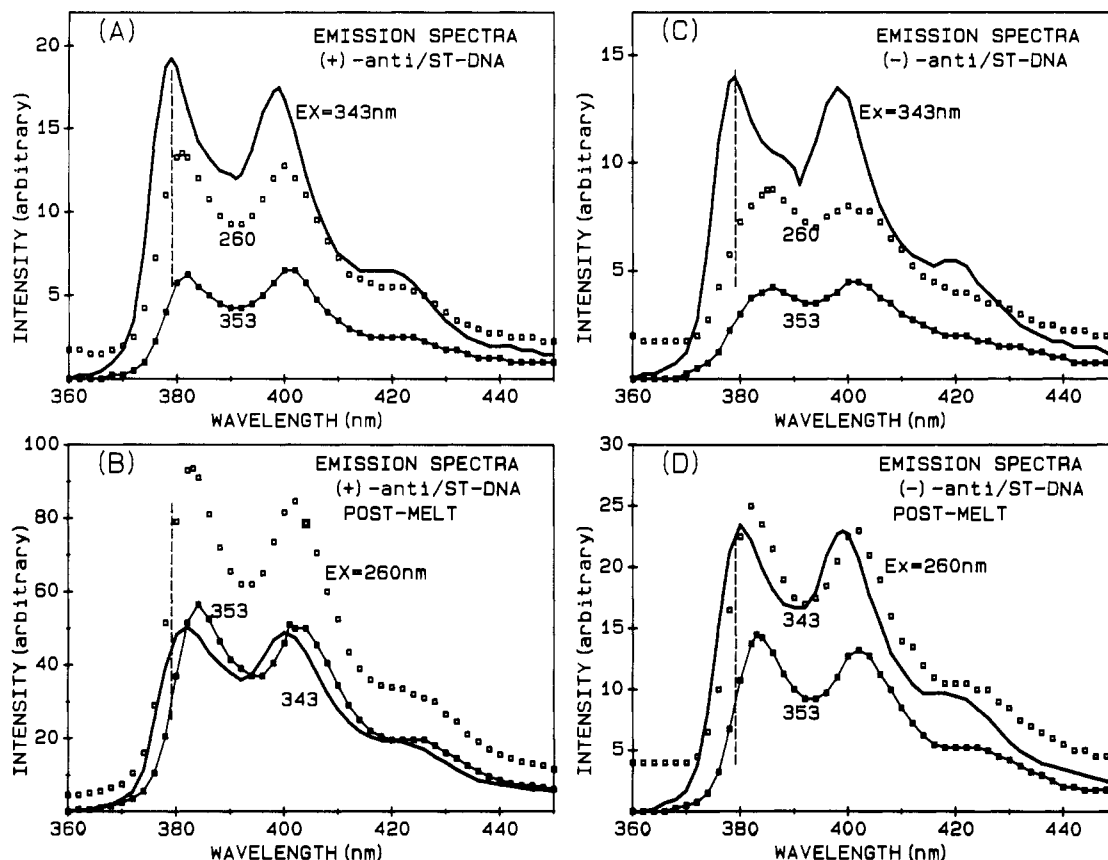 (A)
EMISSION SPECTRA
(+)-anti/ST-DNA
EX=343nm
260
353
INTENSITY (arbitrary)
20
15
10
5
360 380 400 420 440
WAVELENGTH (nm)
(C)
EMISSION SPECTRA
(-)-anti/ST-DNA
EX=343nm
260
353
INTENSITY (arbitrary)
15
10
5
360 380 400 420 440
WAVELENGTH (nm)
(B)
EMISSION SPECTRA
(+)-anti/ST-DNA
POST-MELT
EX=260nm
353
343
INTENSITY (arbitrary)
100
80
60
40
20
360 380 400 420 440
WAVELENGTH (nm)
(D)
EMISSION SPECTRA
(-)-anti/ST-DNA
POST-MELT
EX=260nm
343
353
INTENSITY (arbitrary)
30
25
20
15
10
5
0
360 380 400 420 440
WAVELENGTH (nm)